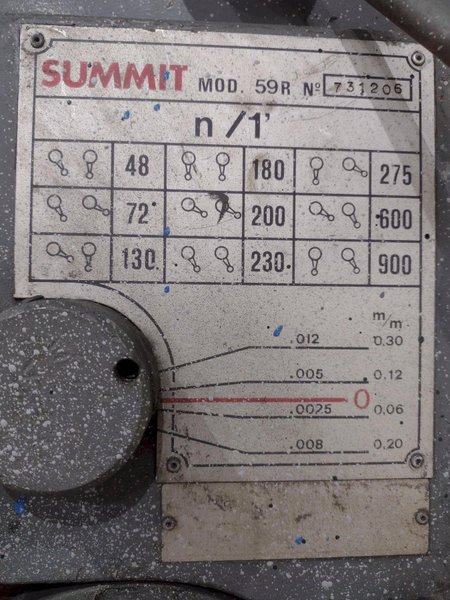 SUMMIT MOD. 59R Nº 731206
n/1'
48 180 275
72 200 600
130 230 900
m/m
.012 0,30
.005 0,12
0
.0025 0,06
.008 0,20